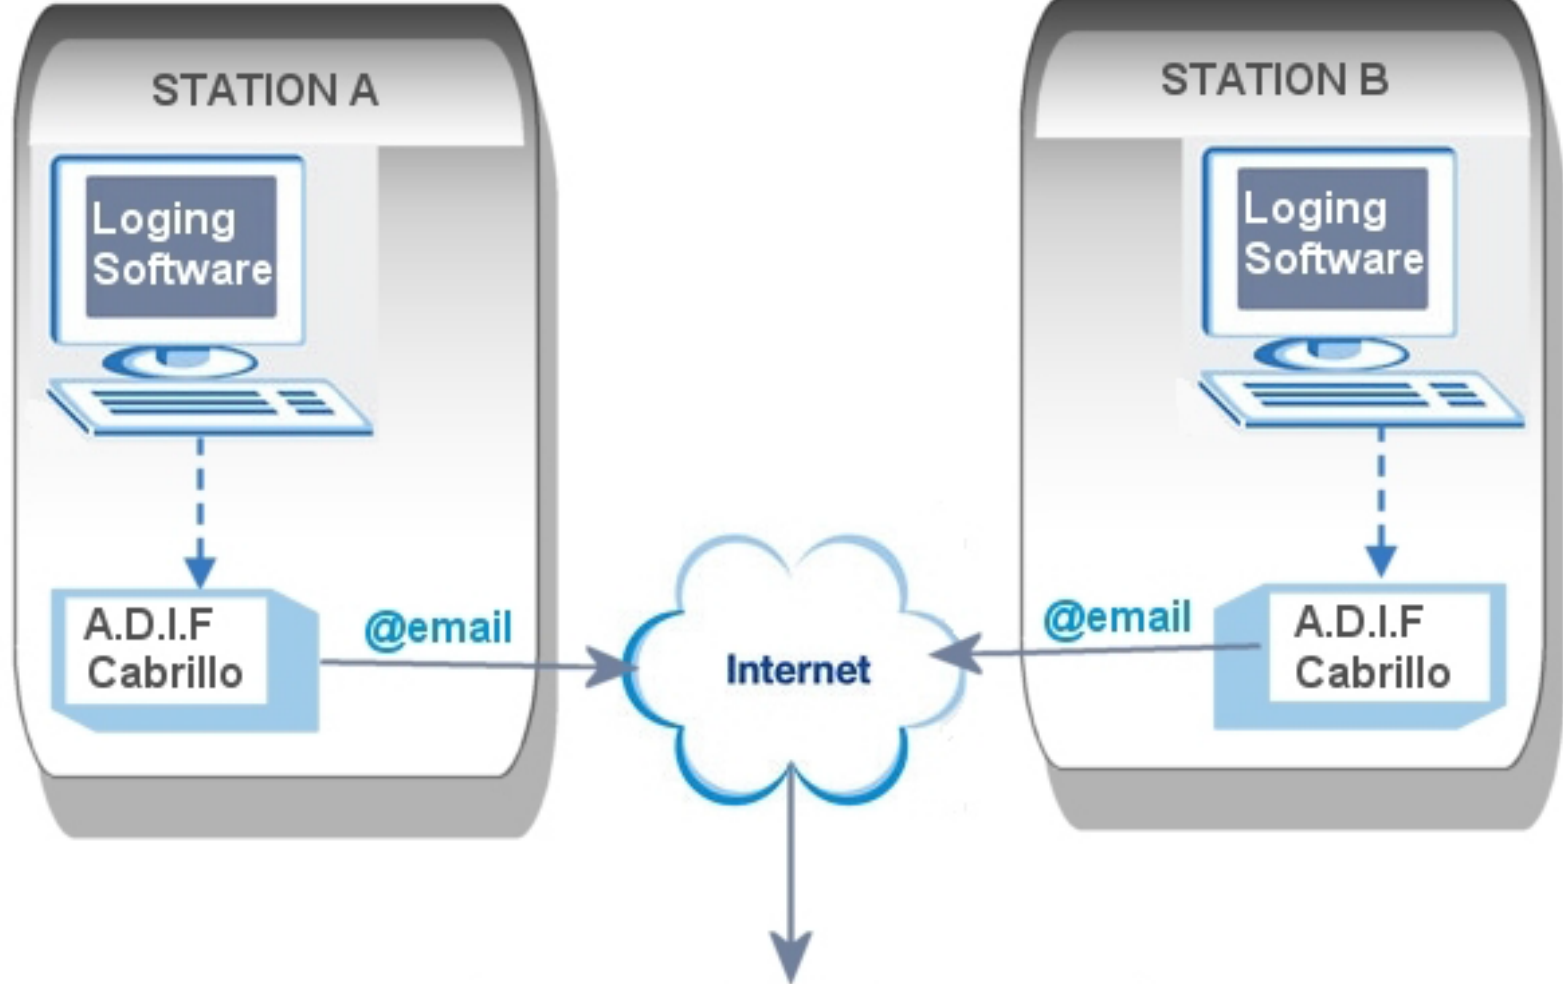 STATION A
Loging
Software
A.D.I.F
Cabrillo
@email
Internet
STATION B
Loging
Software
@email
A.D.I.F
Cabrillo